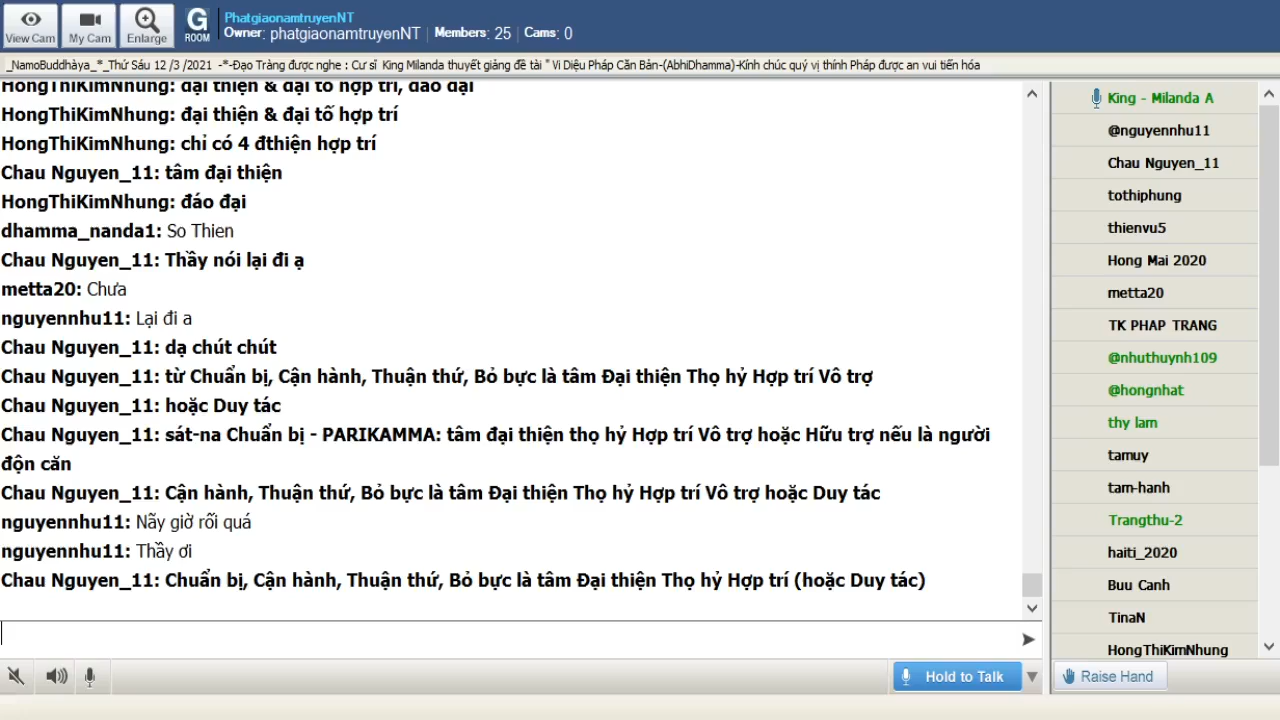 PhatgiaonamtruyenNT
Owner: phatgiaonamtruyenNT Members: 25 Cams: 0
View Cam My Cam Enlarge G ROOM
_NamoBuddhàya_*_Thứ Sáu 12 /3 /2021 -*-Đạo Tràng được nghe : Cư sĩ King Milanda thuyết giảng đề tài " Vi Diệu Pháp Căn Bản-(AbhiDhamma)-Kính chúc quý vị thính Pháp được an vui tiến hóa
HongThiKimNhung: đại thiện & đại tố hợp trí, đáo đại
HongThiKimNhung: đại thiện & đại tố hợp trí
HongThiKimNhung: chỉ có 4 đthiện hợp trí
Chau Nguyen_11: tâm đại thiện
HongThiKimNhung: đáo đại
dhamma_nanda1: So Thien
Chau Nguyen_11: Thầy nói lại đi ạ
metta20: Chưa
nguyennhu11: Lại đi a
Chau Nguyen_11: dạ chút chút
Chau Nguyen_11: từ Chuẩn bị, Cận hành, Thuận thứ, Bỏ bực là tâm Đại thiện Thọ hỷ Hợp trí Vô trợ
Chau Nguyen_11: hoặc Duy tác
Chau Nguyen_11: sát-na Chuẩn bị - PARIKAMMA: tâm đại thiện thọ hỷ Hợp trí Vô trợ hoặc Hữu trợ nếu là người
độn căn
Chau Nguyen_11: Cận hành, Thuận thứ, Bỏ bực là tâm Đại thiện Thọ hỷ Hợp trí Vô trợ hoặc Duy tác
nguyennhu11: Nãy giờ rối quá
nguyennhu11: Thầy ơi
Chau Nguyen_11: Chuẩn bị, Cận hành, Thuận thứ, Bỏ bực là tâm Đại thiện Thọ hỷ Hợp trí (hoặc Duy tác)
King - Milanda A
@nguyennhu11
Chau Nguyen_11
tothiphung
thienvu5
Hong Mai 2020
metta20
TK PHAP TRANG
@nhuthuynh109
@hongnhat
thy lam
tamuy
tam-hanh
Trangthu-2
haiti_2020
Buu Canh
TinaN
HongThiKimNhung
Hold to Talk
Raise Hand